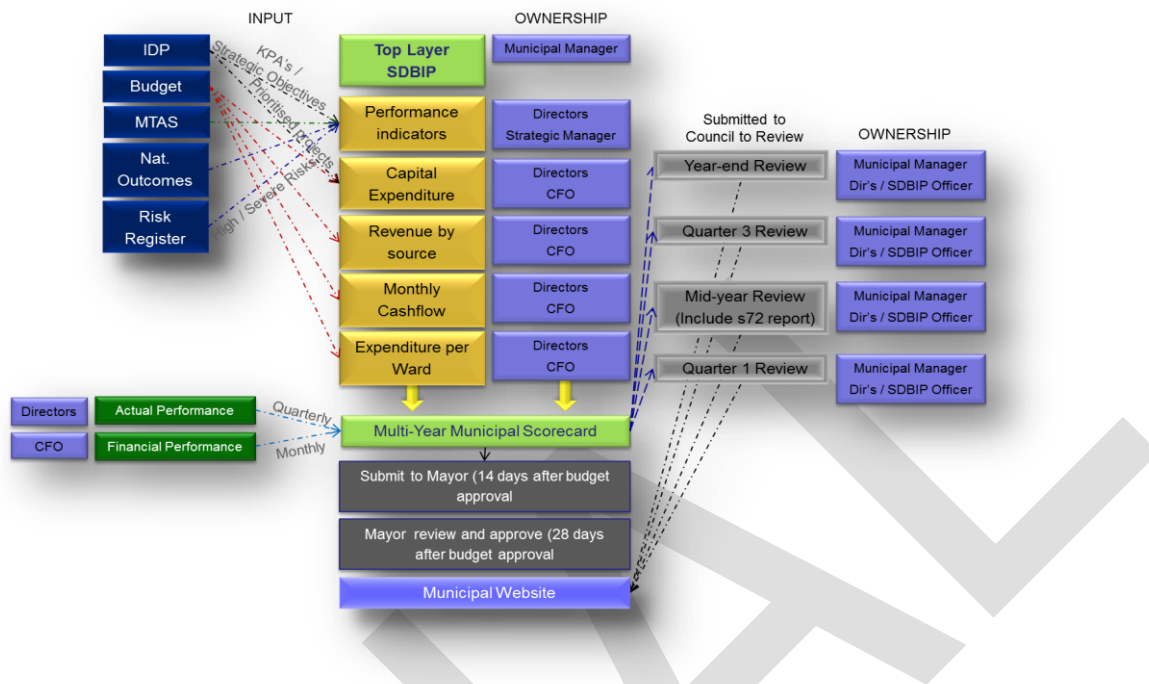 INPUT
OWNERSHIP
IDP
Budget
MTAS
Nat.
Outcomes
Risk
Register
KPA's /
Strategic Objectives
Prioritised projects
High / Severe Risks
Top Layer
SDBIP
Municipal Manager
Performance
indicators
Directors
Strategic Manager
Capital
Expenditure
Directors
CFO
Revenue by
source
Directors
CFO
Monthly
Cashflow
Directors
CFO
Expenditure per
Ward
Directors
CFO
Submitted to
Council to Review
OWNERSHIP
Year-end Review
Municipal Manager
Dir's / SDBIP Officer
Quarter 3 Review
Municipal Manager
Dir's / SDBIP Officer
Mid-year Review
(Include s72 report)
Municipal Manager
Dir's / SDBIP Officer
Quarter 1 Review
Municipal Manager
Dir's / SDBIP Officer
Directors
Actual Performance
Quarterly
CFO
Financial Performance
Monthly
Multi-Year Municipal Scorecard
Submit to Mayor (14 days after budget
approval
Mayor review and approve (28 days
after budget approval
Municipal Website